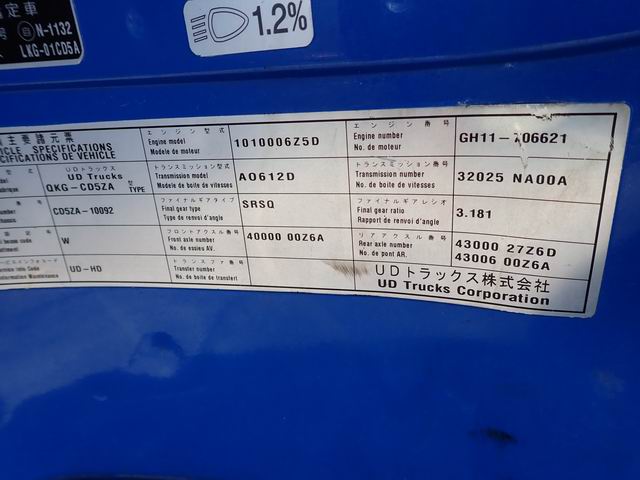 定車
号 N-1132
LKG-01CD5A
1.2%
主要諸元表
VEHICLE SPECIFICATIONS
SPECIFICATIONS DE VEHICLE
エンジン型式
Engine model
Modele de moteur
1010006Z5D
エンジン番号
Engine number
No. de moteur
GH11-706621
UDトラックス
UD Trucks
QKG-CD5ZA 型 TYPE
トランスミッション型式
Transmission model
Modele de boite de vitesses
AO612D
トランスミッション番号
Transmission number
No. de boite de vitesses
32025 NA00A
CD5ZA-10092
ファイナルギアタイプ
Final gear type
Type de renvoi d'angle
SRSQ
ファイナルギアレシオ
Final gear ratio
Rapport de renvoi d'angle
3.181
W
フロントアクスル番号
Front axle number
No. de essieu AV.
40000 00Z6A
リアアクスル番号
Rear axle number
No. de pont AR.
43000 27Z6D
43006 00Z6A
UD-HD
トランスファ番号
Transfer number
No. de boite de transfert
UDトラックス株式会社
UD Trucks Corporation